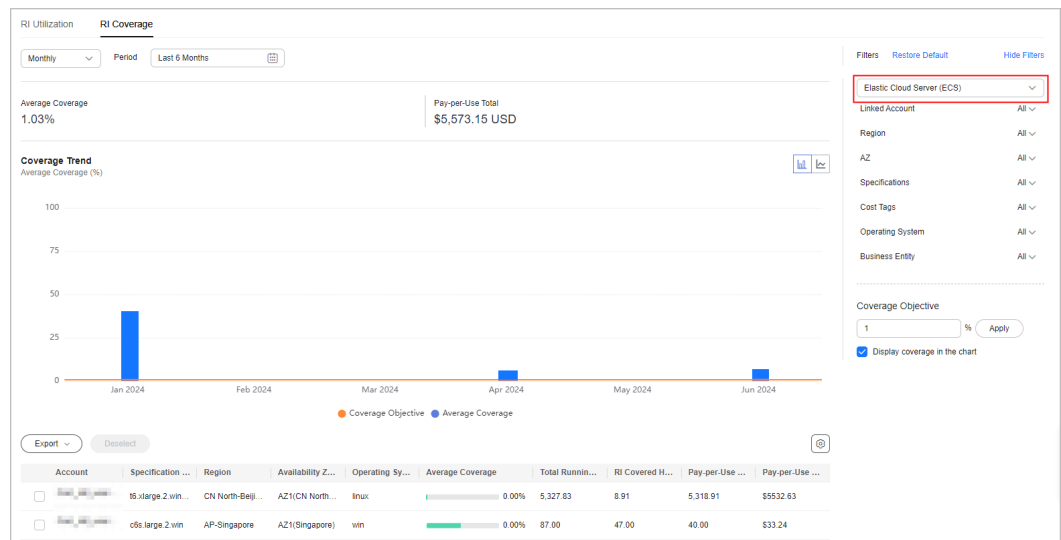 RI Utilization RI Coverage
Monthly Period Last 6 Months
Filters Restore Default Hide Filters
Elastic Cloud Server (ECS)
Average Coverage Pay-per-Use Total
1.03% $5,573.15 USD
Linked Account All
Region All
AZ All
Specifications All
Cost Tags All
Operating System All
Business Entity All
Coverage Objective
1 % Apply
Display coverage in the chart
Coverage Trend
Average Coverage (%)
100
75
50
25
0
Jan 2024 Feb 2024 Mar 2024 Apr 2024 May 2024 Jun 2024
Coverage Objective Average Coverage
Export Deselect
Account Specification ... Region Availability Z... Operating Sy... Average Coverage Total Runnin... RI Covered H... Pay-per-Use ... Pay-per-Use ...
t6.xlarge.2.win... CN North-Beiji... AZ1(CN North... linux 0.00% 5,327.83 8.91 5,318.91 $5532.63
c6s.large.2.win AP-Singapore AZ1(Singapore) win 0.00% 87.00 47.00 40.00 $33.24